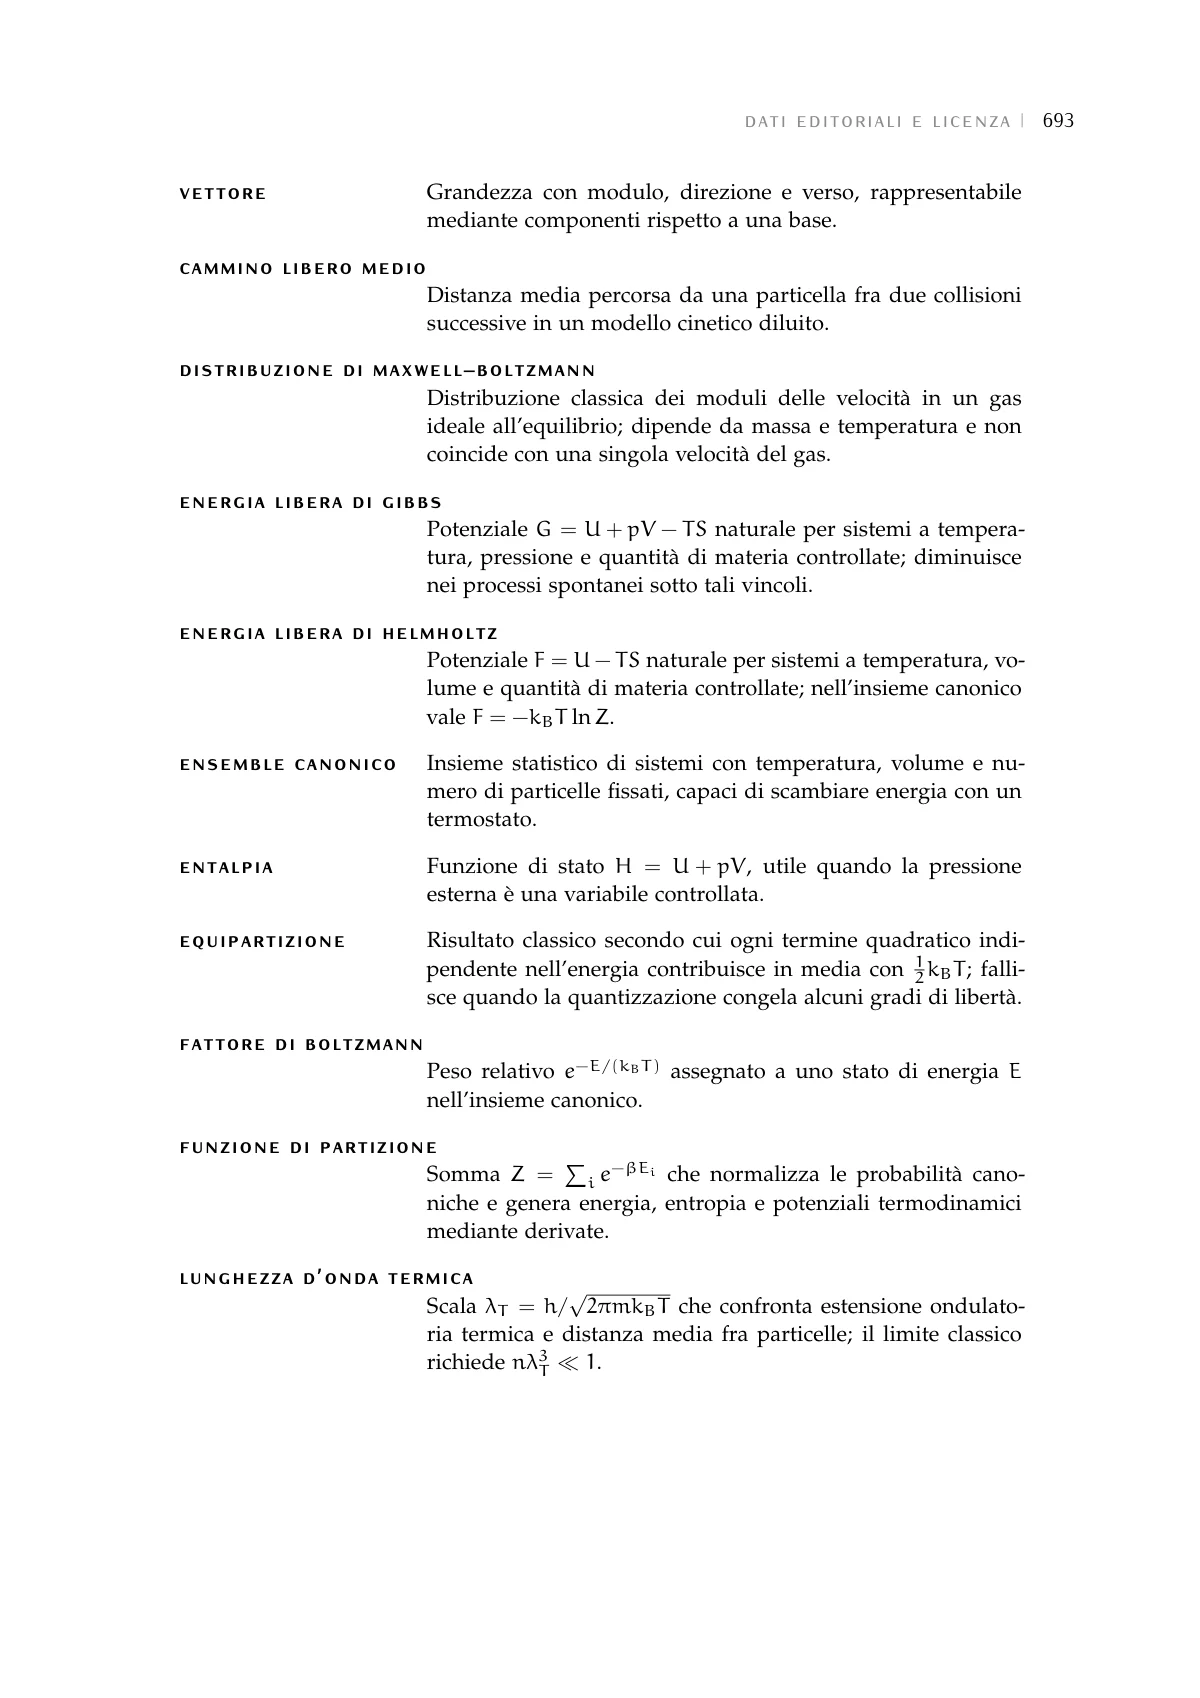 DATI EDITORIALI E LICENZA | 693
VETTORE Grandezza con modulo, direzione e verso, rappresentabile
mediante componenti rispetto a una base.
CAMMINO LIBERO MEDIO
Distanza media percorsa da una particella fra due collisioni
successive in un modello cinetico diluito.
DISTRIBUZIONE DI MAXWELL–BOLTZMANN
Distribuzione classica dei moduli delle velocità in un gas
ideale all’equilibrio; dipende da massa e temperatura e non
coincide con una singola velocità del gas.
ENERGIA LIBERA DI GIBBS
Potenziale G = U + pV − TS naturale per sistemi a tempera-
tura, pressione e quantità di materia controllate; diminuisce
nei processi spontanei sotto tali vincoli.
ENERGIA LIBERA DI HELMHOLTZ
Potenziale F = U − TS naturale per sistemi a temperatura, vo-
lume e quantità di materia controllate; nell’insieme canonico
vale F = −k_B T ln Z.
ENSEMBLE CANONICO Insieme statistico di sistemi con temperatura, volume e nu-
mero di particelle fissati, capaci di scambiare energia con un
termostato.
ENTALPIA Funzione di stato H = U + pV, utile quando la pressione
esterna è una variabile controllata.
EQUIPARTIZIONE Risultato classico secondo cui ogni termine quadratico indi-
pendente nell’energia contribuisce in media con ½k_B T; falli-
sce quando la quantizzazione congela alcuni gradi di libertà.
FATTORE DI BOLTZMANN
Peso relativo e^{−E/(k_B T)} assegnato a uno stato di energia E
nell’insieme canonico.
FUNZIONE DI PARTIZIONE
Somma Z = ∑_i e^{−βE_i} che normalizza le probabilità cano-
niche e genera energia, entropia e potenziali termodinamici
mediante derivate.
LUNGHEZZA D’ONDA TERMICA
Scala λ_T = h/√(2πmk_B T) che confronta estensione ondulato-
ria termica e distanza media fra particelle; il limite classico
richiede nλ_T^3 ≪ 1.